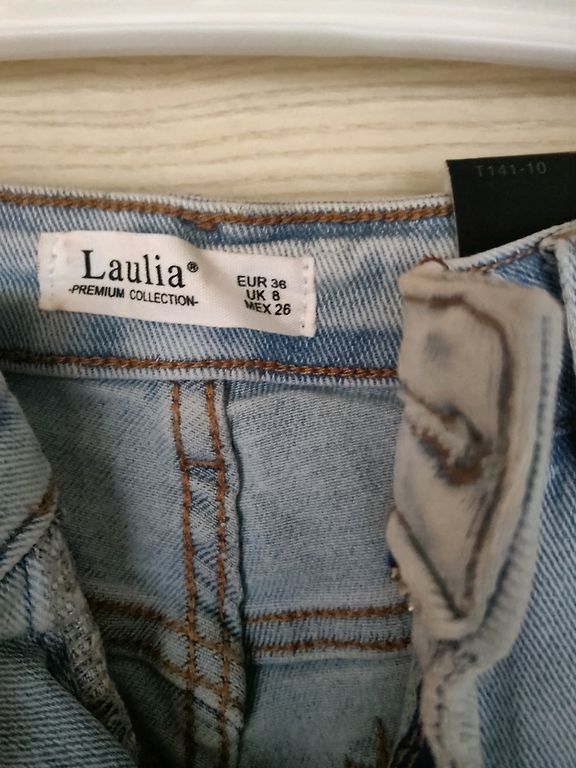 T141-10
Laulia®
-PREMIUM COLLECTION-
EUR 36
UK 8
MEX 26